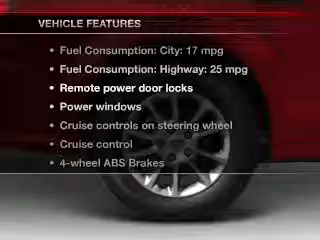 VEHICLE FEATURES
• Fuel Consumption: City: 17 mpg
• Fuel Consumption: Highway: 25 mpg
• Remote power door locks
• Power windows
• Cruise controls on steering wheel
• Cruise control
• 4-wheel ABS Brakes